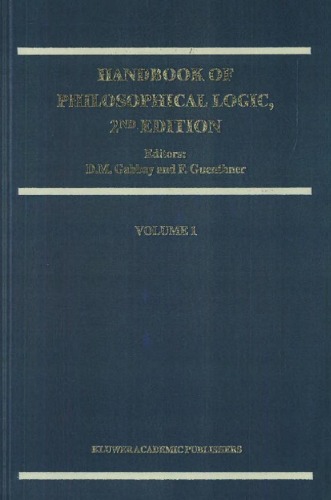 HANDBOOK OF
PHILOSOPHICAL LOGIC,
2ND EDITION
Editors:
D.M. Gabbay and F. Guenthner
VOLUME 1
KLUWER ACADEMIC PUBLISHERS